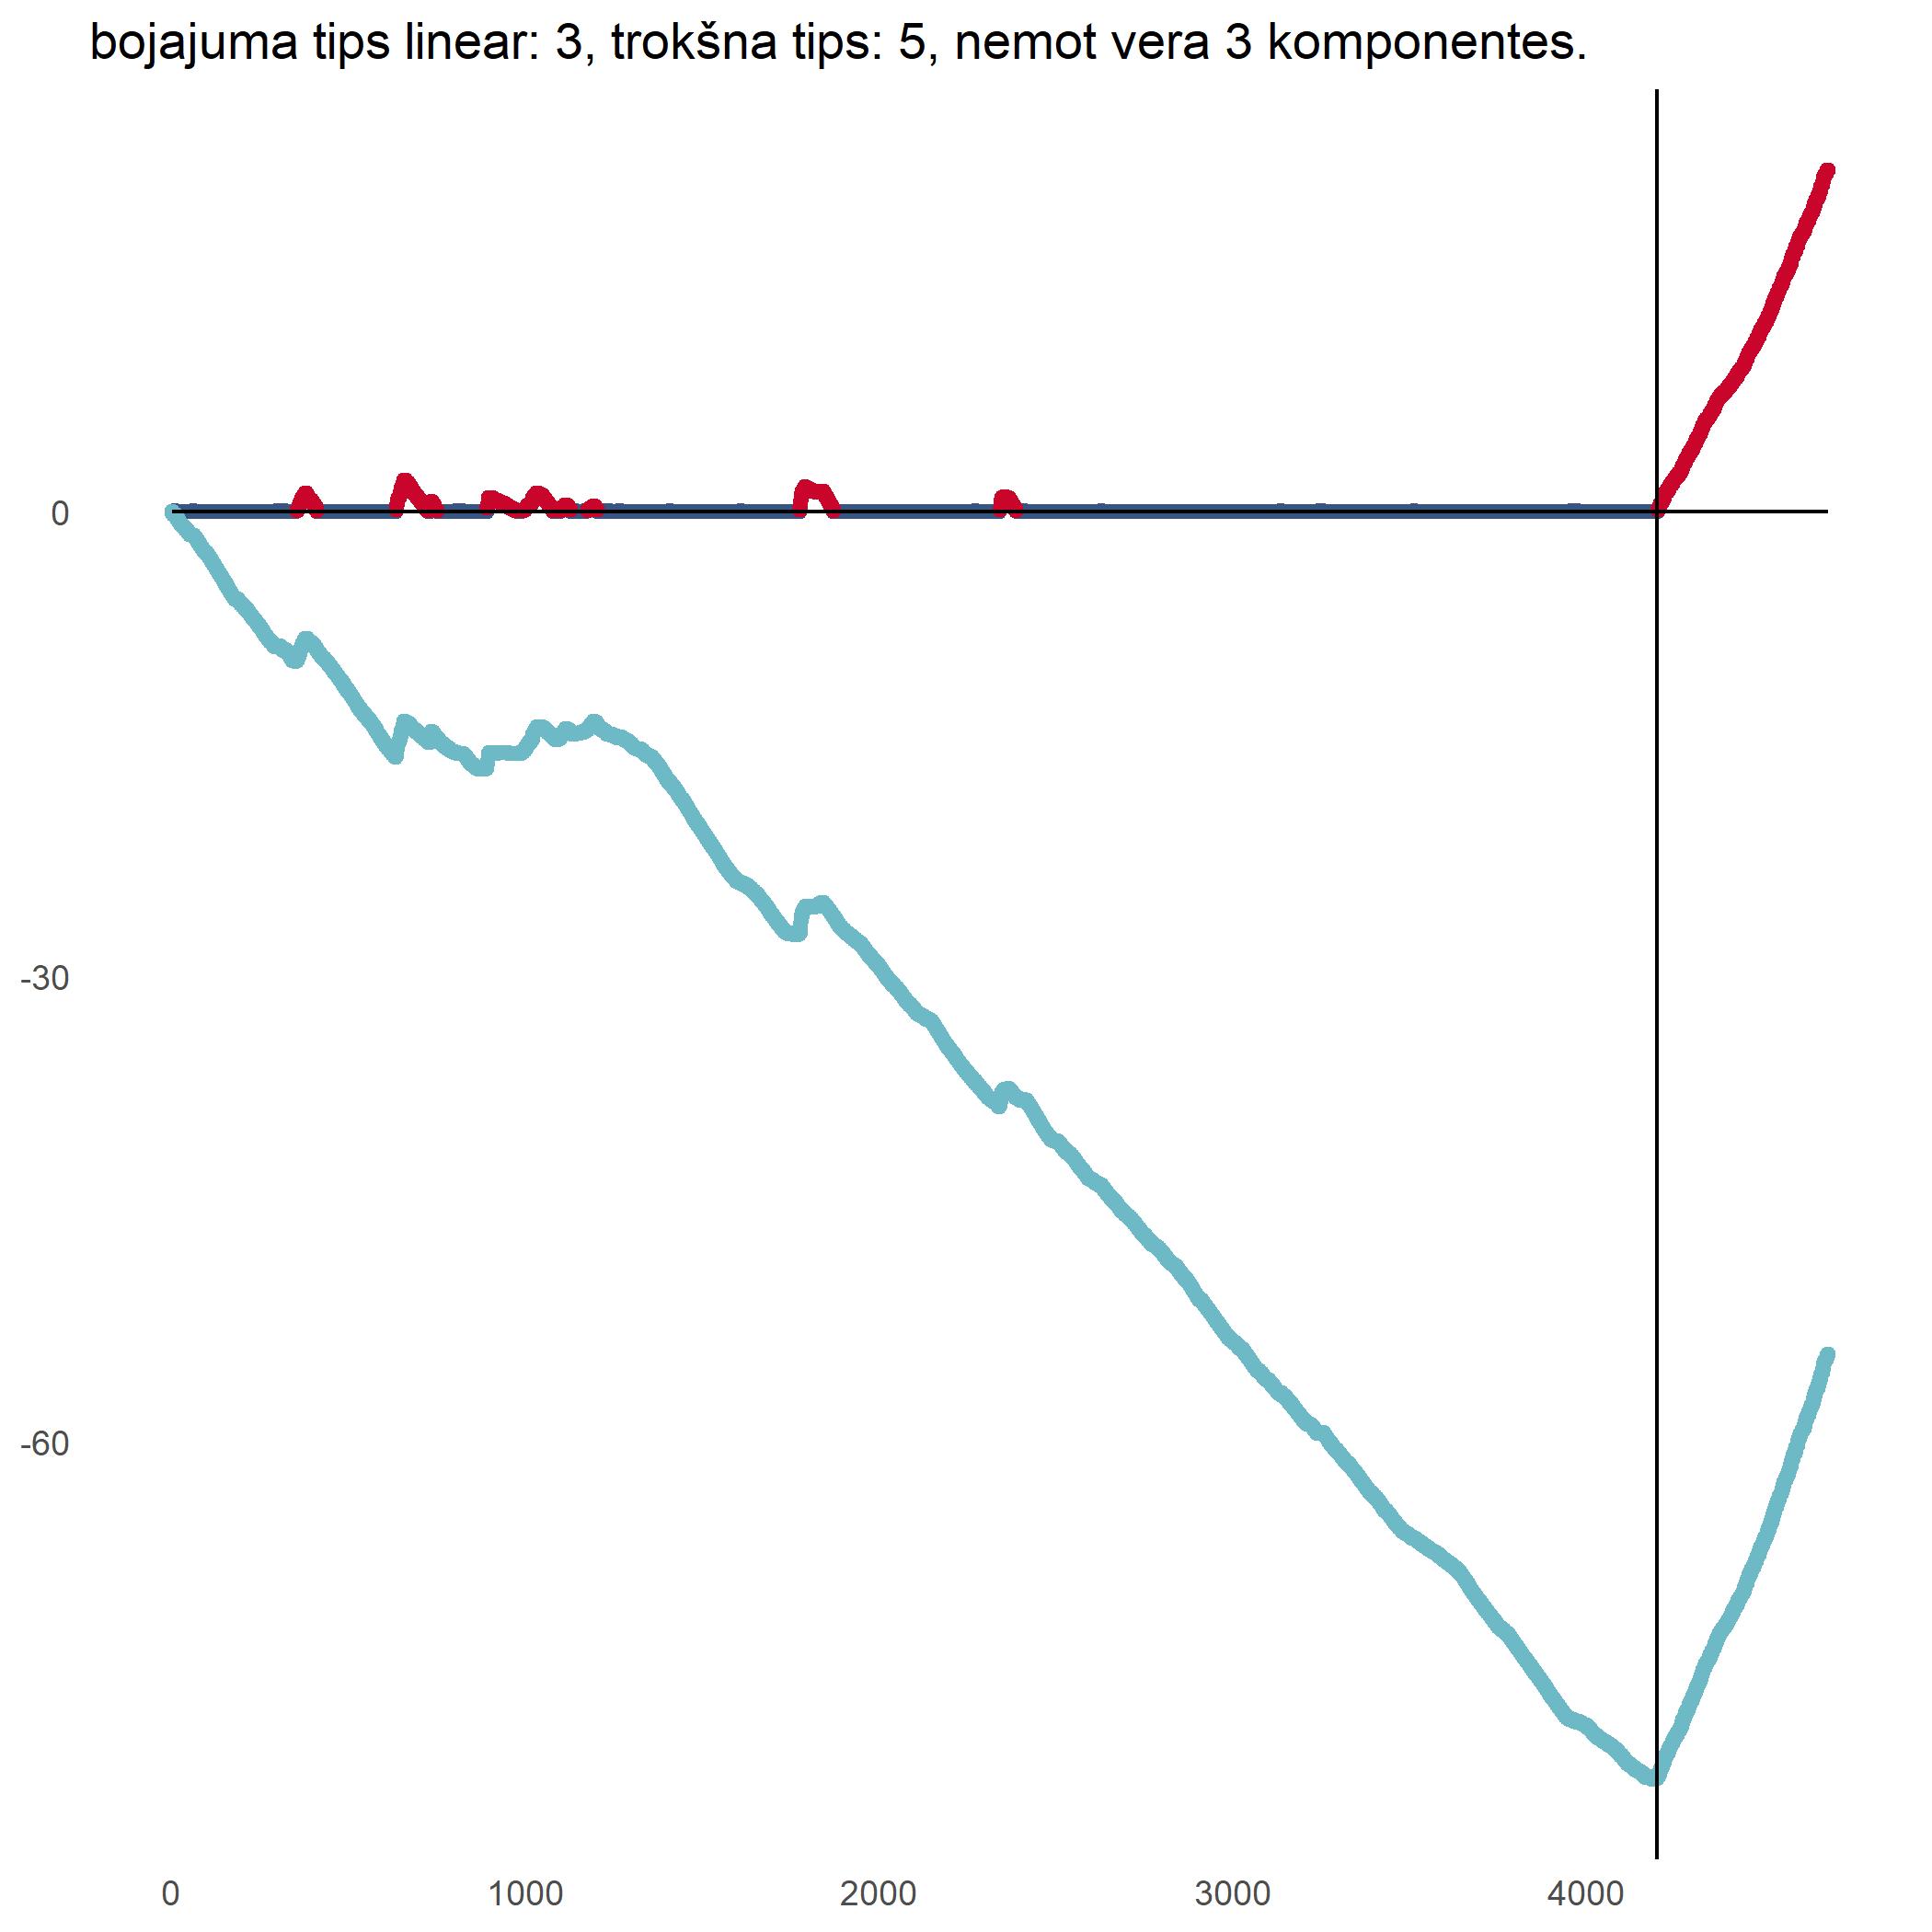 bojajuma tips linear: 3, trokšna tips: 5, nemot vera 3 komponentes.
0
-30
-60
0 1000 2000 3000 4000